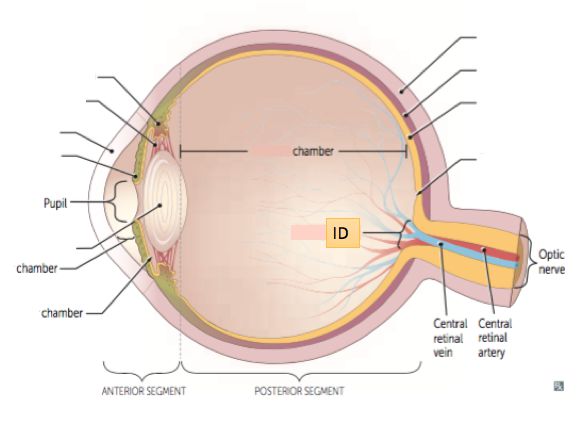 chamber
ID
Pupil
chamber
chamber
Optic
nerve
Central
retinal
vein
Central
retinal
artery
ANTERIOR SEGMENT
POSTERIOR SEGMENT